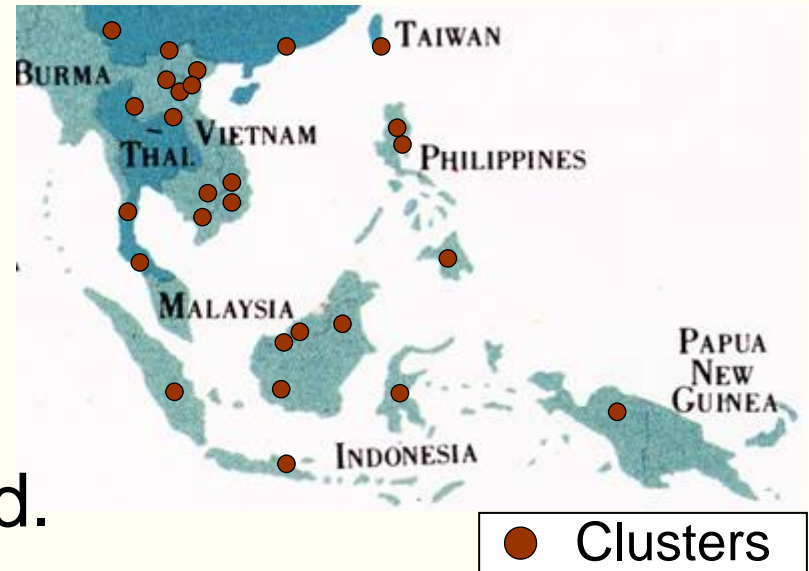 TAIWAN
BURMA
VIETNAM
THAI.
PHILIPPINES
MALAYSIA
PAPUA
NEW
GUINEA
INDONESIA
d.
Clusters